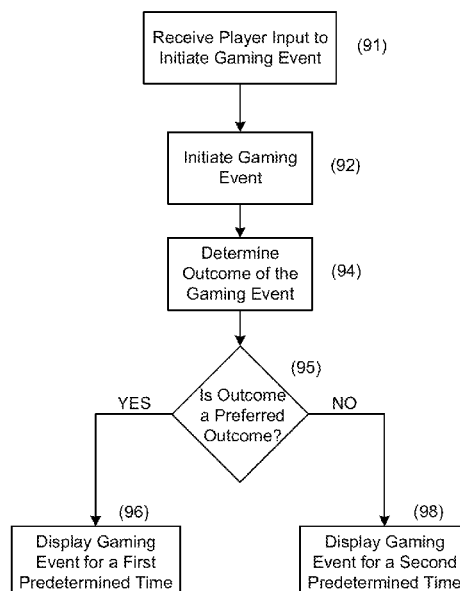 Receive Player Input to
Initiate Gaming Event
(91)
Initiate Gaming
Event
(92)
Determine
Outcome of the
Gaming Event
(94)
(95)
Is Outcome
a Preferred
Outcome?
YES
NO
(96)
(98)
Display Gaming
Event for a First
Predetermined Time
Display Gaming
Event for a Second
Predetermined Time